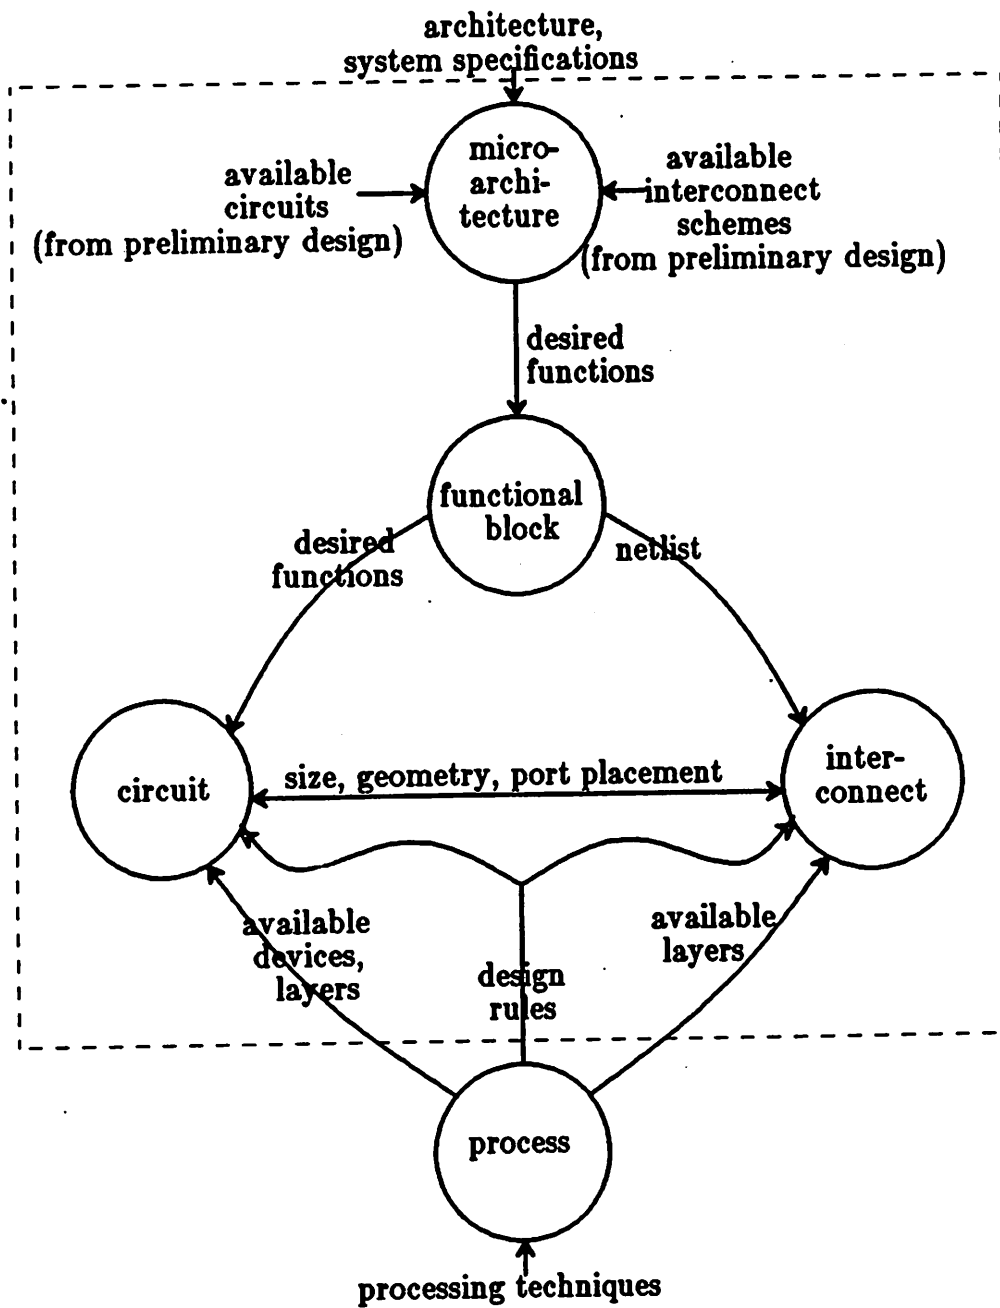 architecture,
system specifications
micro-
archi-
tecture
available
circuits
(from preliminary design)
available
interconnect
schemes
(from preliminary design)
desired
functions
functional
block
desired
functions
netlist
circuit
size, geometry, port placement
inter-
connect
available
devices,
layers
design
rules
available
layers
process
processing techniques